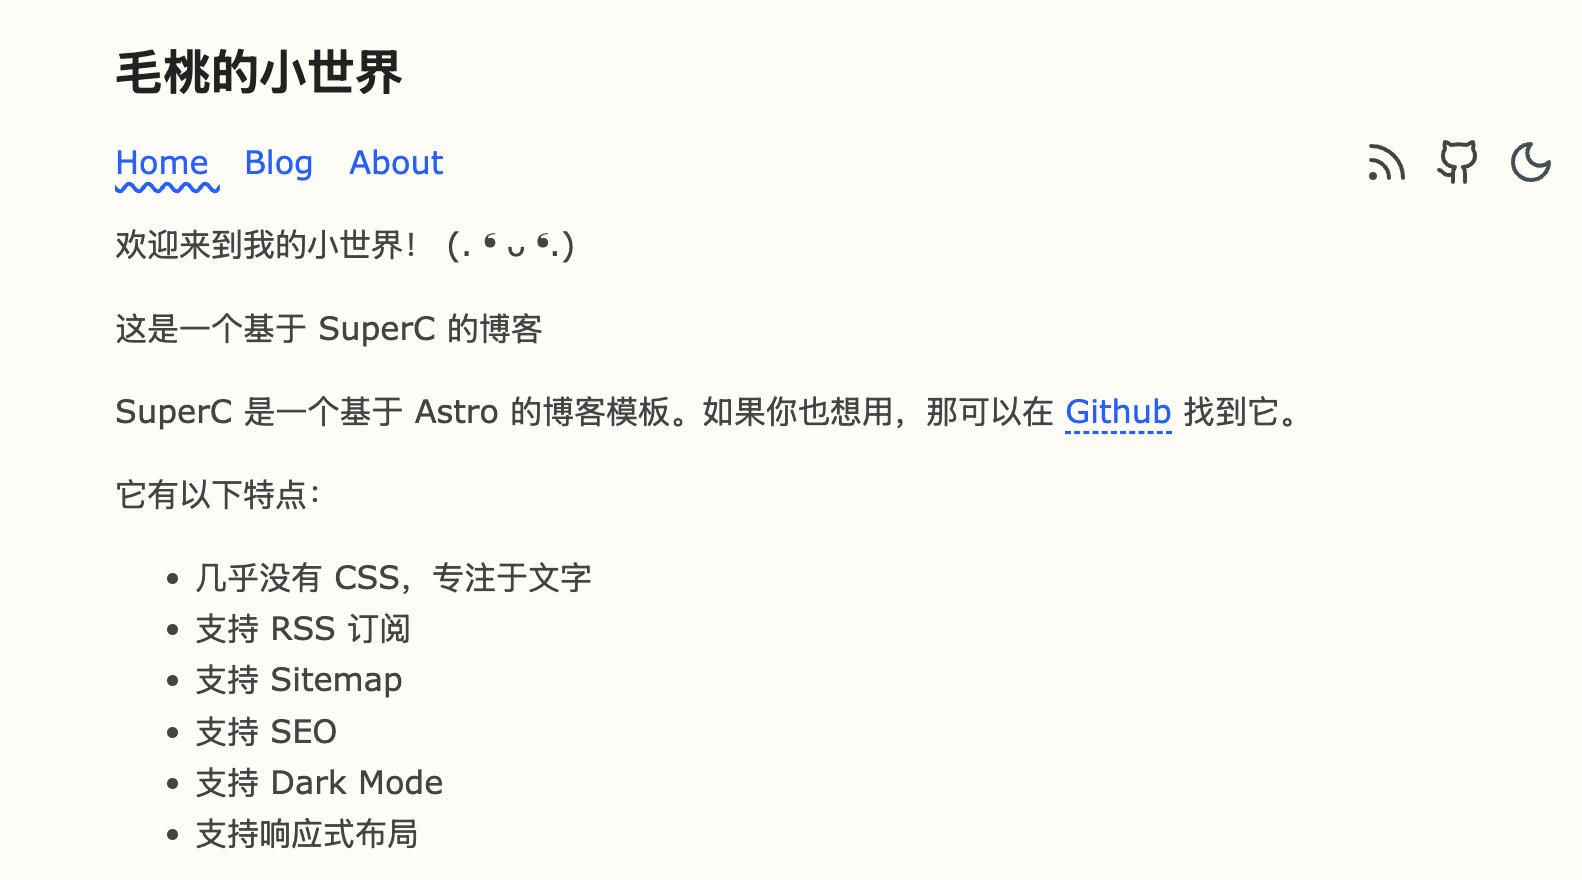 毛桃的小世界
Home Blog About
欢迎来到我的小世界！ (. ❛ ᴗ ❛.)
这是一个基于 SuperC 的博客
SuperC 是一个基于 Astro 的博客模板。如果你也想用，那可以在 Github 找到它。
它有以下特点：
• 几乎没有 CSS，专注于文字
• 支持 RSS 订阅
• 支持 Sitemap
• 支持 SEO
• 支持 Dark Mode
• 支持响应式布局